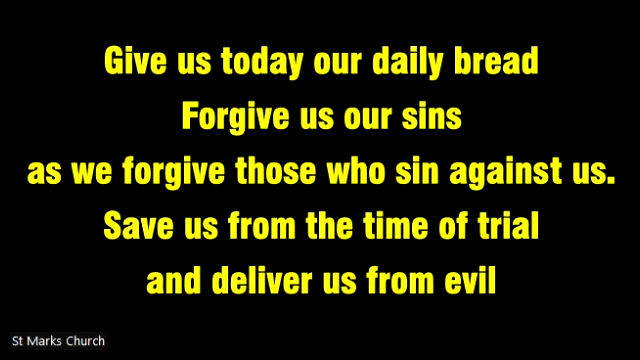 Give us today our daily bread
Forgive us our sins
as we forgive those who sin against us.
Save us from the time of trial
and deliver us from evil
St Marks Church